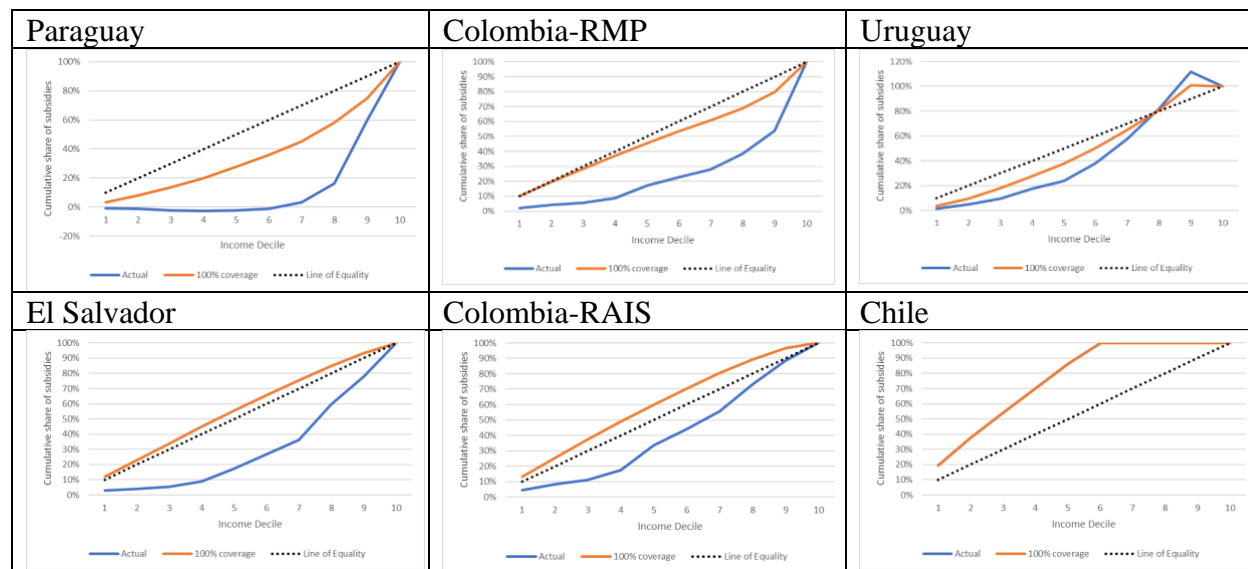 Paraguay
Colombia-RMP
Uruguay
Cumulative share of subsidies
100%
80%
60%
40%
20%
0%
-20%
1 2 3 4 5 6 7 8 9 10
Income Decile
Actual 100% coverage Line of Equality
Cumulative share of subsidies
100%
90%
80%
70%
60%
50%
40%
30%
20%
10%
0%
1 2 3 4 5 6 7 8 9 10
Income Decile
Actual 100% coverage Line of Equality
Cumulative share of subsidies
120%
100%
80%
60%
40%
20%
0%
1 2 3 4 5 6 7 8 9 10
Income Decile
Actual 100% coverage Line of Equality
El Salvador
Colombia-RAIS
Chile
Cumulative share of subsidies
100%
90%
80%
70%
60%
50%
40%
30%
20%
10%
0%
1 2 3 4 5 6 7 8 9 10
Income Decile
Actual 100% coverage Line of Equality
Cumulative share of subsidies
100%
90%
80%
70%
60%
50%
40%
30%
20%
10%
0%
1 2 3 4 5 6 7 8 9 10
Income Decile
Actual 100% coverage Line of Equality
Cumulative share of subsidies
100%
90%
80%
70%
60%
50%
40%
30%
20%
10%
0%
1 2 3 4 5 6 7 8 9 10
Income Decile
Actual 100% coverage Line of Equality